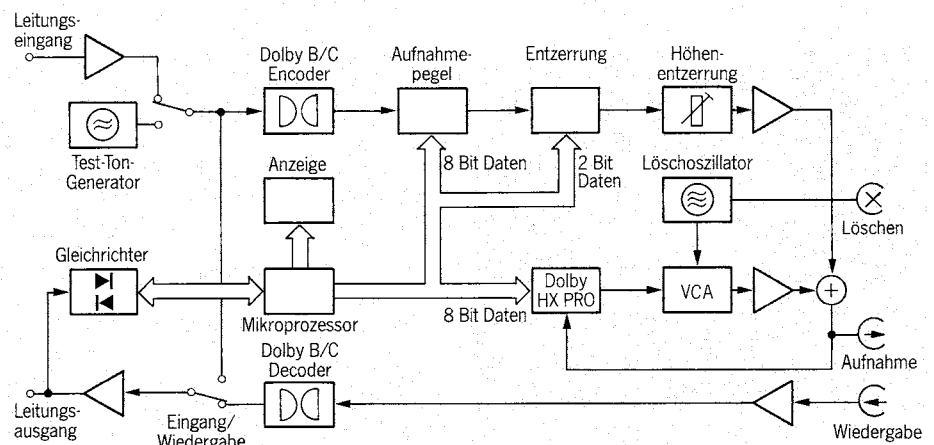 Leitungs-
eingang
Dolby B/C
Encoder
Aufnahme-
pegel
Entzerrung
Höhen-
entzerrung
Test-Ton-
Generator
Anzeige
8 Bit Daten
2 Bit
Daten
Löschoszillator
Löschen
Gleichrichter
Mikroprozessor
8 Bit Daten
Dolby
HX PRO
VCA
+
Aufnahme
Dolby B/C
Decoder
Leitungs-
ausgang
Eingang/
Wiedergabe
Wiedergabe